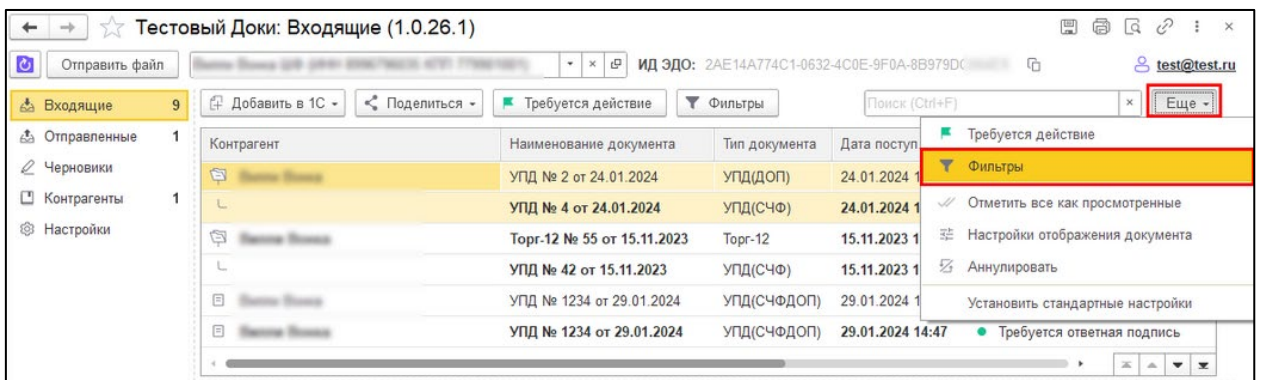 Тестовый Доки: Входящие (1.0.26.1)
Отправить файл
ИД ЭДО: 2AE14A774C1-0632-4C0E-9F0A-8B979D
test@test.ru
Входящие 9
Отправленные 1
Черновики
Контрагенты 1
Настройки
Добавить в 1С
Поделиться
Требуется действие
Фильтры
Поиск (Ctrl+F)
Еще
Контрагент Наименование документа Тип документа Дата поступ
УПД № 2 от 24.01.2024 УПД(ДОП) 24.01.2024 1
УПД № 4 от 24.01.2024 УПД(СЧФ) 24.01.2024 1
Торг-12 № 55 от 15.11.2023 Торг-12 15.11.2023 1
УПД № 42 от 15.11.2023 УПД(СЧФ) 15.11.2023 1
УПД № 1234 от 29.01.2024 УПД(СЧФДОП) 29.01.2024 1
УПД № 1234 от 29.01.2024 УПД(СЧФДОП) 29.01.2024 14:47 Требуется ответная подпись
Требуется действие
Фильтры
Отметить все как просмотренные
Настройки отображения документа
Аннулировать
Установить стандартные настройки